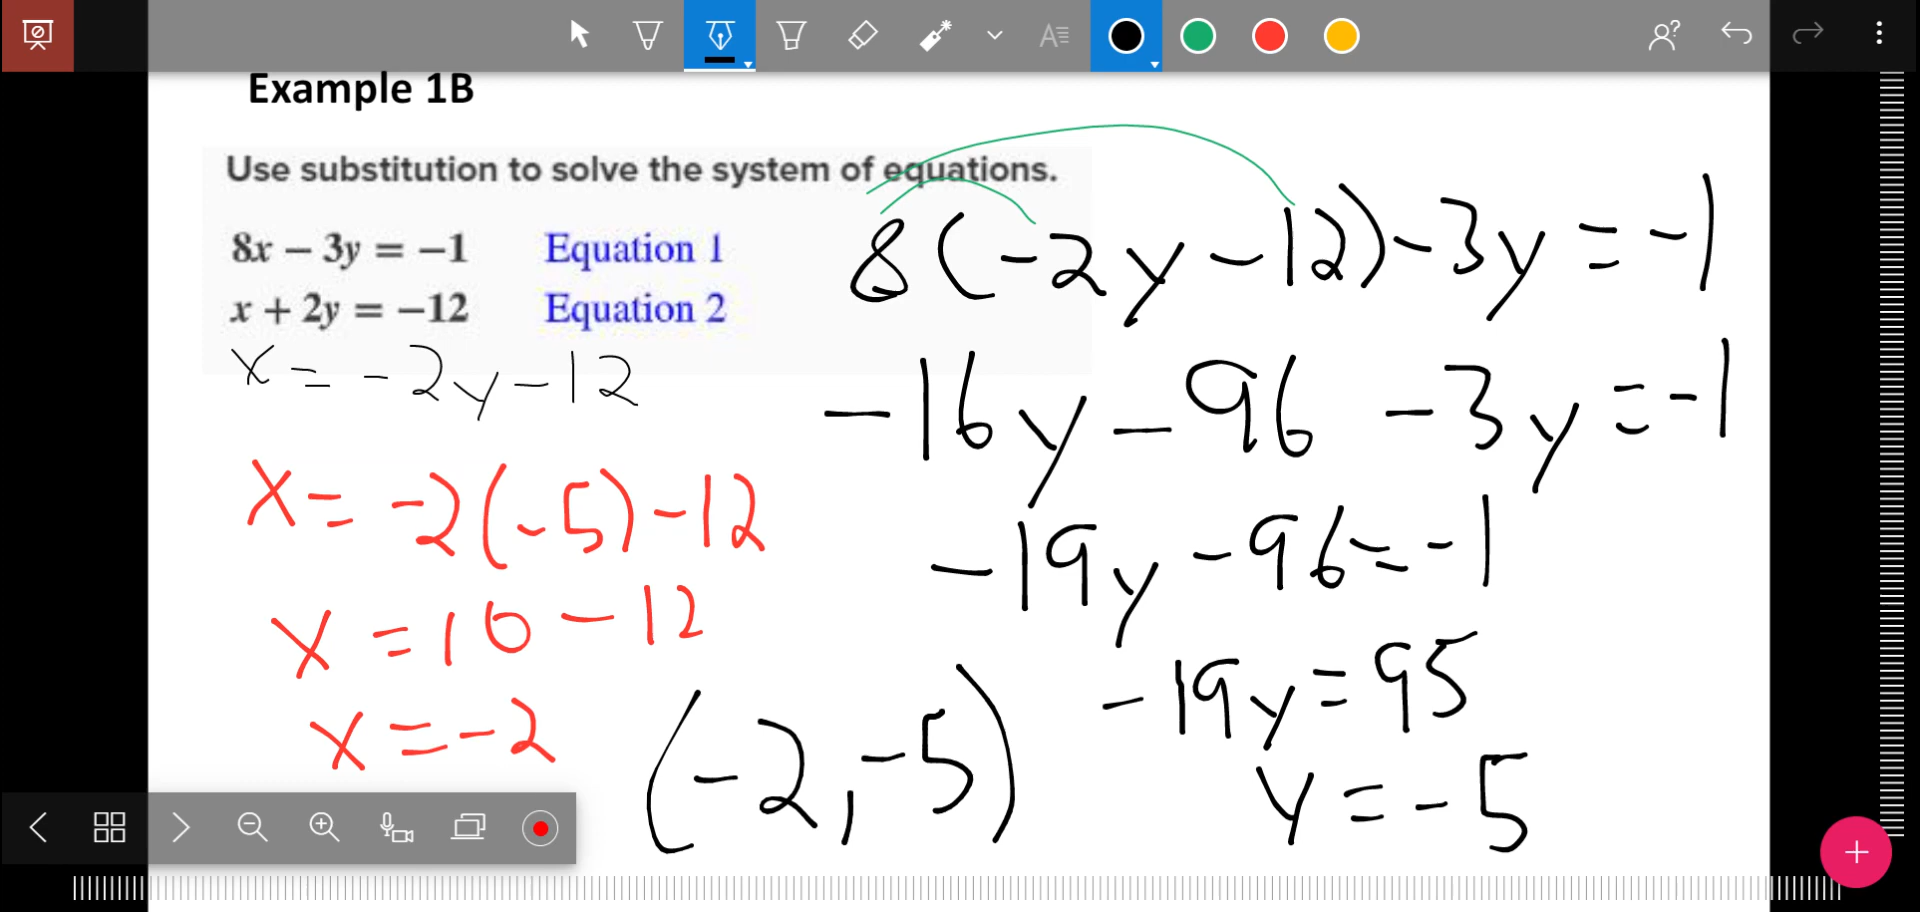 Example 1B
Use substitution to solve the system of equations.
8x − 3y = −1 Equation 1
x + 2y = −12 Equation 2
x = -2y-12
x = -2(-5)-12
x = 10-12
x = -2
8(-2y-12)-3y = -1
-16y-96-3y = -1
-19y-96 = -1
-19y = 95
y = -5
(-2,-5)